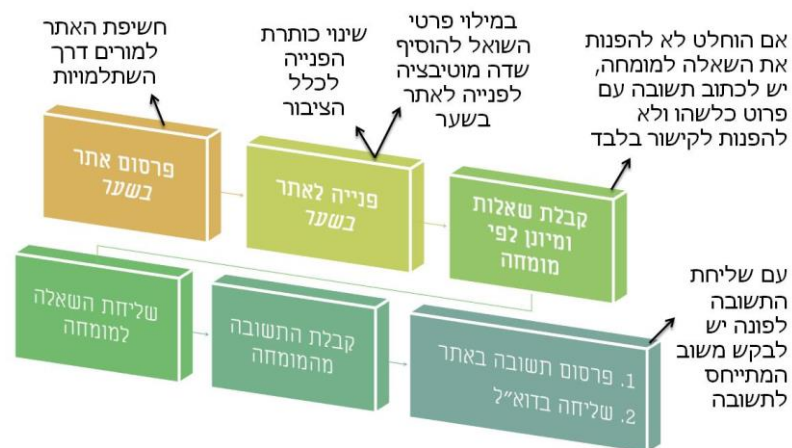 חשיפת האתר
למורים דרך
השתלמויות
שינוי כותרת
הפנייה
לכלל
הציבור
במילוי פרטי
השואל להוסיף
שדה מוטיבציה
לפנייה לאתר
בשער
אם הוחלט לא להפנות
את השאלה למומחה,
יש לכתוב תשובה עם
פרוט כלשהו ולא
להפנות לקישור בלבד
פרסום אתר
בשער
פנייה לאתר
בשער
קבלת שאלות
ומיונן לפי
מומחה
שליחת השאלה
למומחה
קבלת התשובה
מהמומחה
1. פרסום תשובה באתר
2. שליחה בדוא"ל
עם שליחת
התשובה
לפונה יש
לבקש משוב
המתייחס
לתשובה